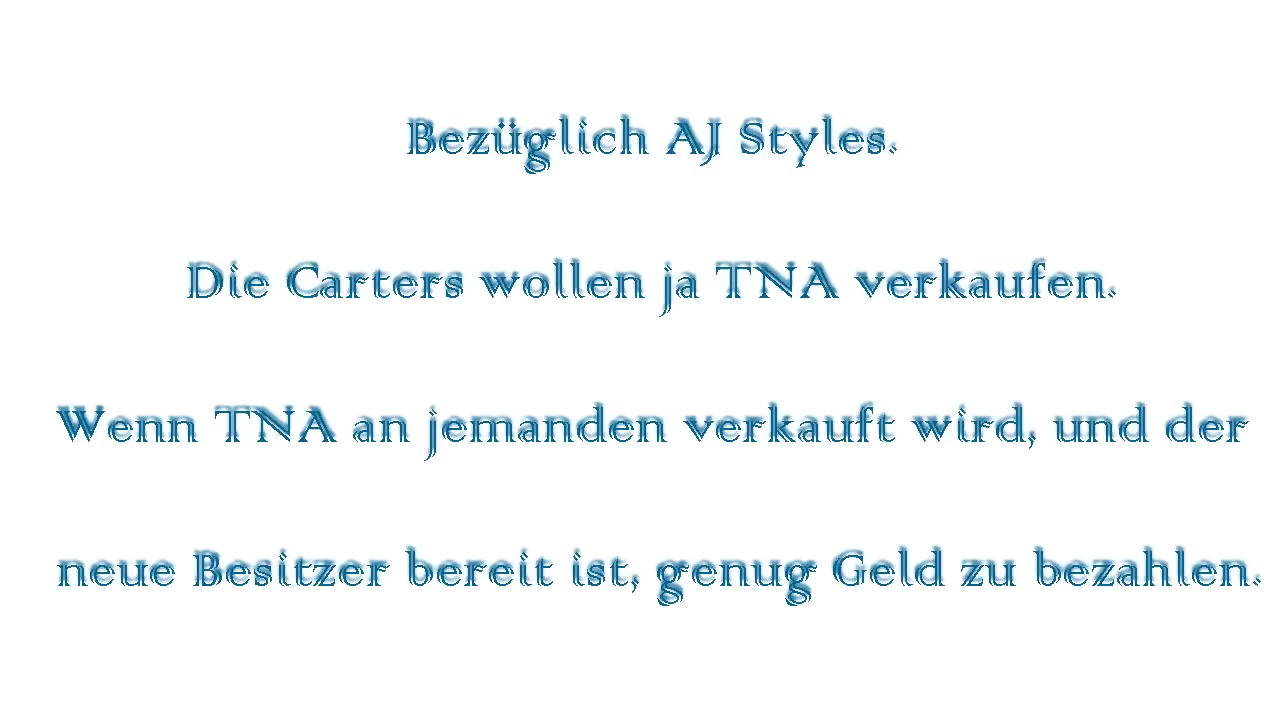 Bezüglich AJ Styles.
Die Carters wollen ja TNA verkaufen.
Wenn TNA an jemanden verkauft wird, und der
neue Besitzer bereit ist, genug Geld zu bezahlen.